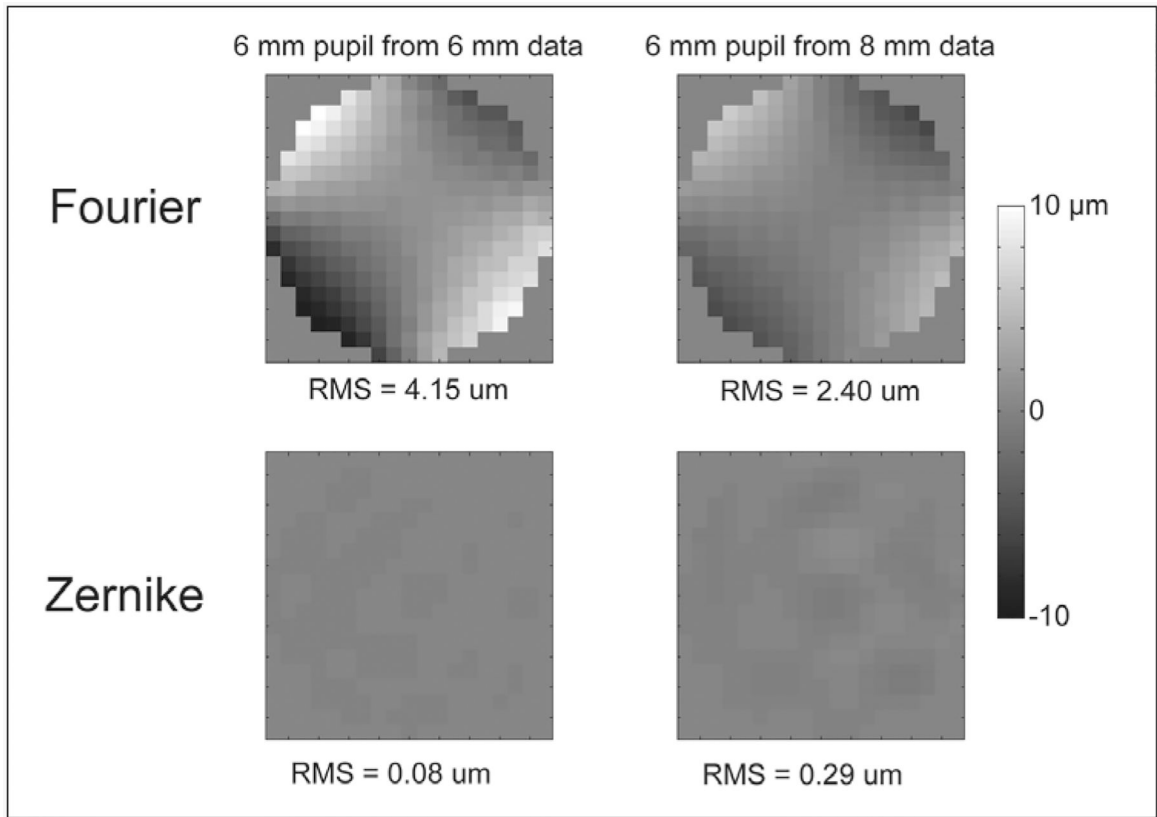 6 mm pupil from 6 mm data
6 mm pupil from 8 mm data
Fourier
10 µm
0
-10
RMS = 4.15 um
RMS = 2.40 um
Zernike
RMS = 0.08 um
RMS = 0.29 um